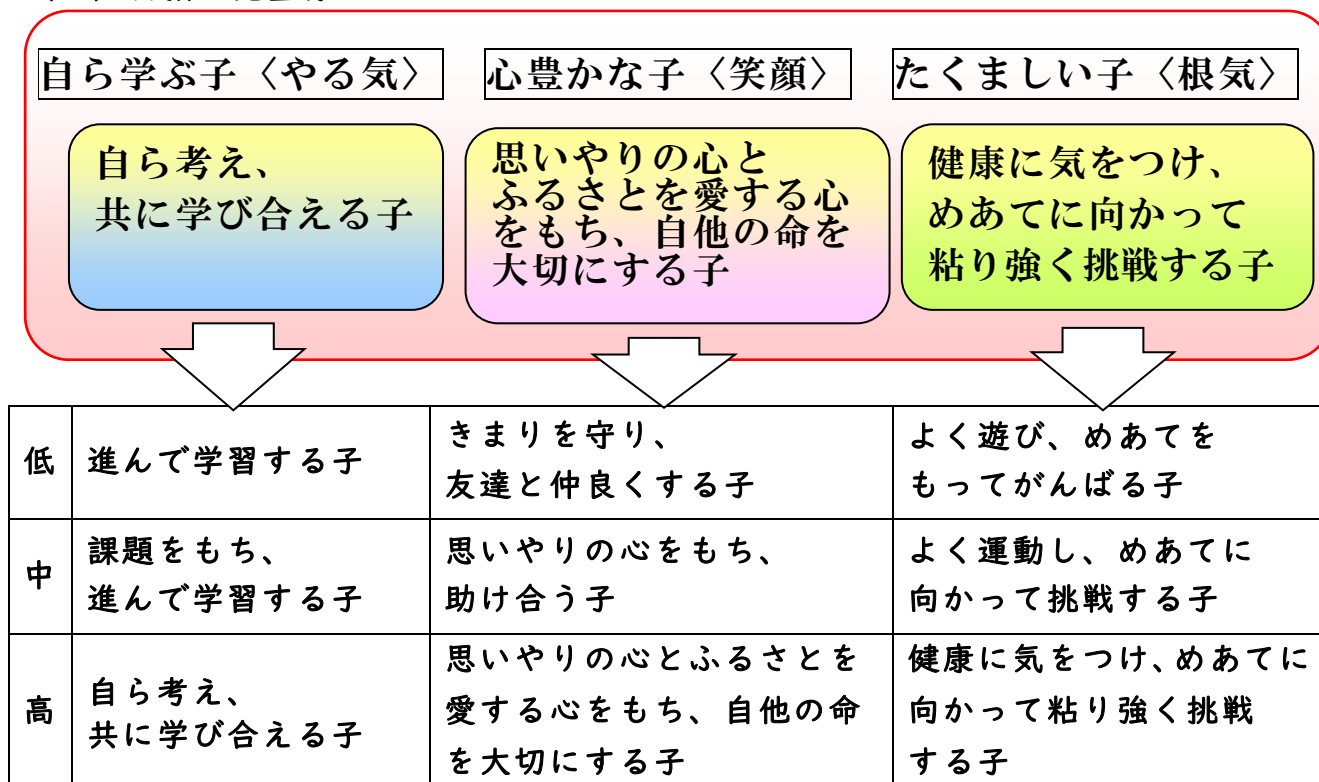 自ら学ぶ子〈やる気〉
心豊かな子〈笑顔〉
たくましい子〈根気〉
自ら考え、
共に学び合える子
思いやりの心と
ふるさとを愛する心
をもち、自他の命を
大切にする子
健康に気をつけ、
めあてに向かって
粘り強く挑戦する子
低
進んで学習する子
きまりを守り、
友達と仲良くする子
よく遊び、めあてを
もってがんばる子
中
課題をもち、
進んで学習する子
思いやりの心をもち、
助け合う子
よく運動し、めあてに
向かって挑戦する子
高
自ら考え、
共に学び合える子
思いやりの心とふるさとを
愛する心をもち、自他の命
を大切にする子
健康に気をつけ、めあてに
向かって粘り強く挑戦
する子